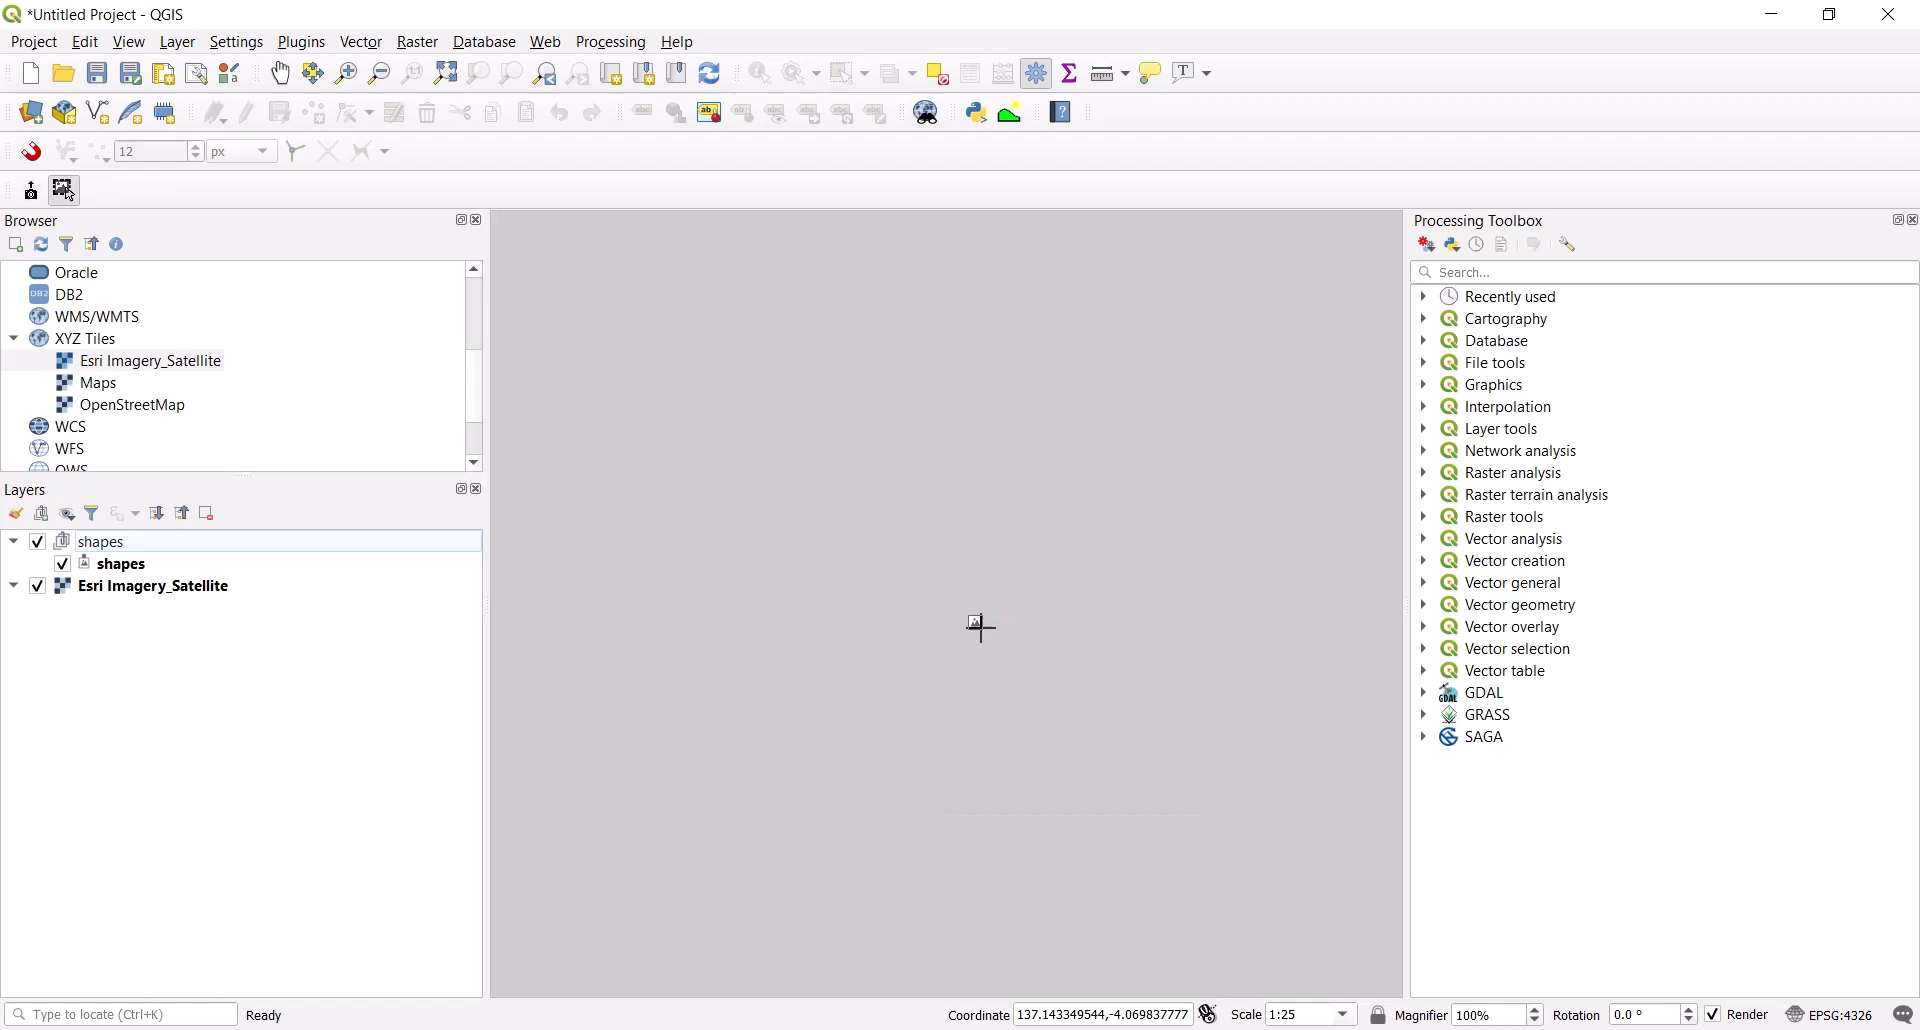 *Untitled Project - QGIS
Project Edit View Layer Settings Plugins Vector Raster Database Web Processing Help
12 px
Browser
Oracle
DB2
WMS/WMTS
XYZ Tiles
Esri Imagery_Satellite
Maps
OpenStreetMap
WCS
WFS
OWS
Layers
shapes
shapes
Esri Imagery_Satellite
Processing Toolbox
Search...
Recently used
Cartography
Database
File tools
Graphics
Interpolation
Layer tools
Network analysis
Raster analysis
Raster terrain analysis
Raster tools
Vector analysis
Vector creation
Vector general
Vector geometry
Vector overlay
Vector selection
Vector table
GDAL
GRASS
SAGA
Type to locate (Ctrl+K) Ready Coordinate 137.143349544,-4.069837777 Scale 1:25 Magnifier 100% Rotation 0.0 ° Render EPSG:4326